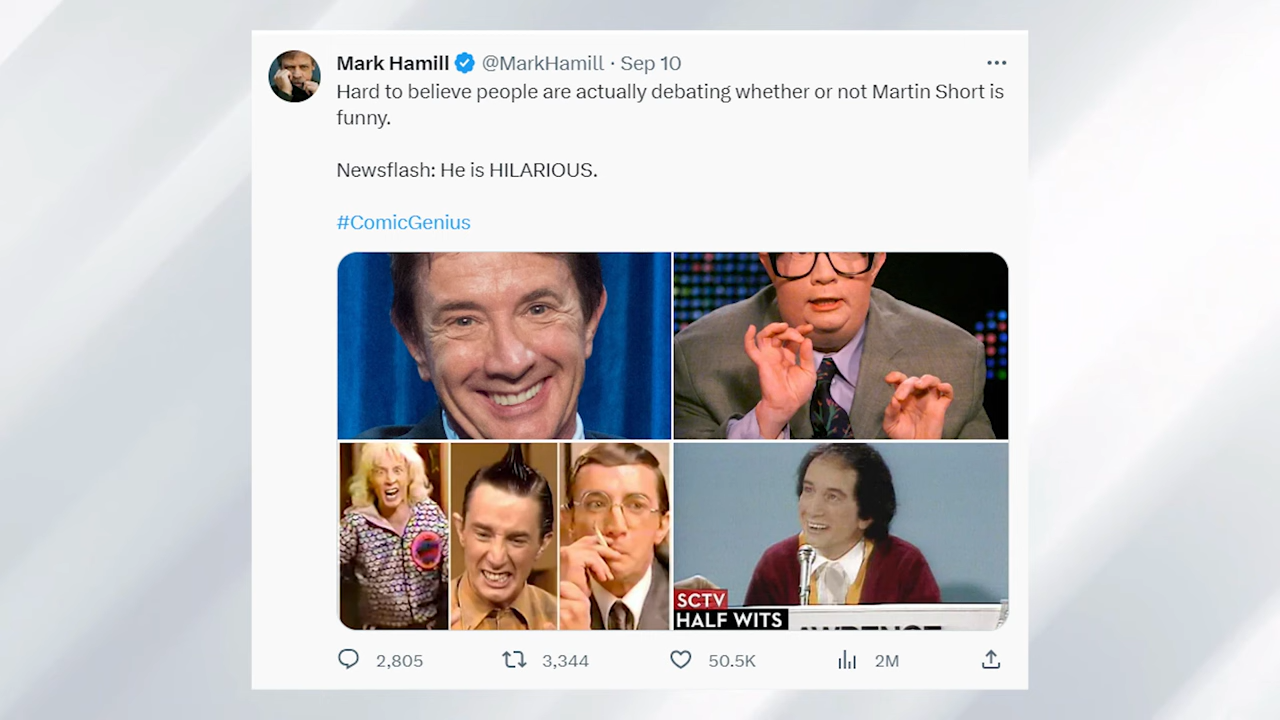 Mark Hamill @MarkHamill · Sep 10
Hard to believe people are actually debating whether or not Martin Short is
funny.
Newsflash: He is HILARIOUS.
#ComicGenius
SCTV
HALF WITS
2,805 3,344 50.5K 2M